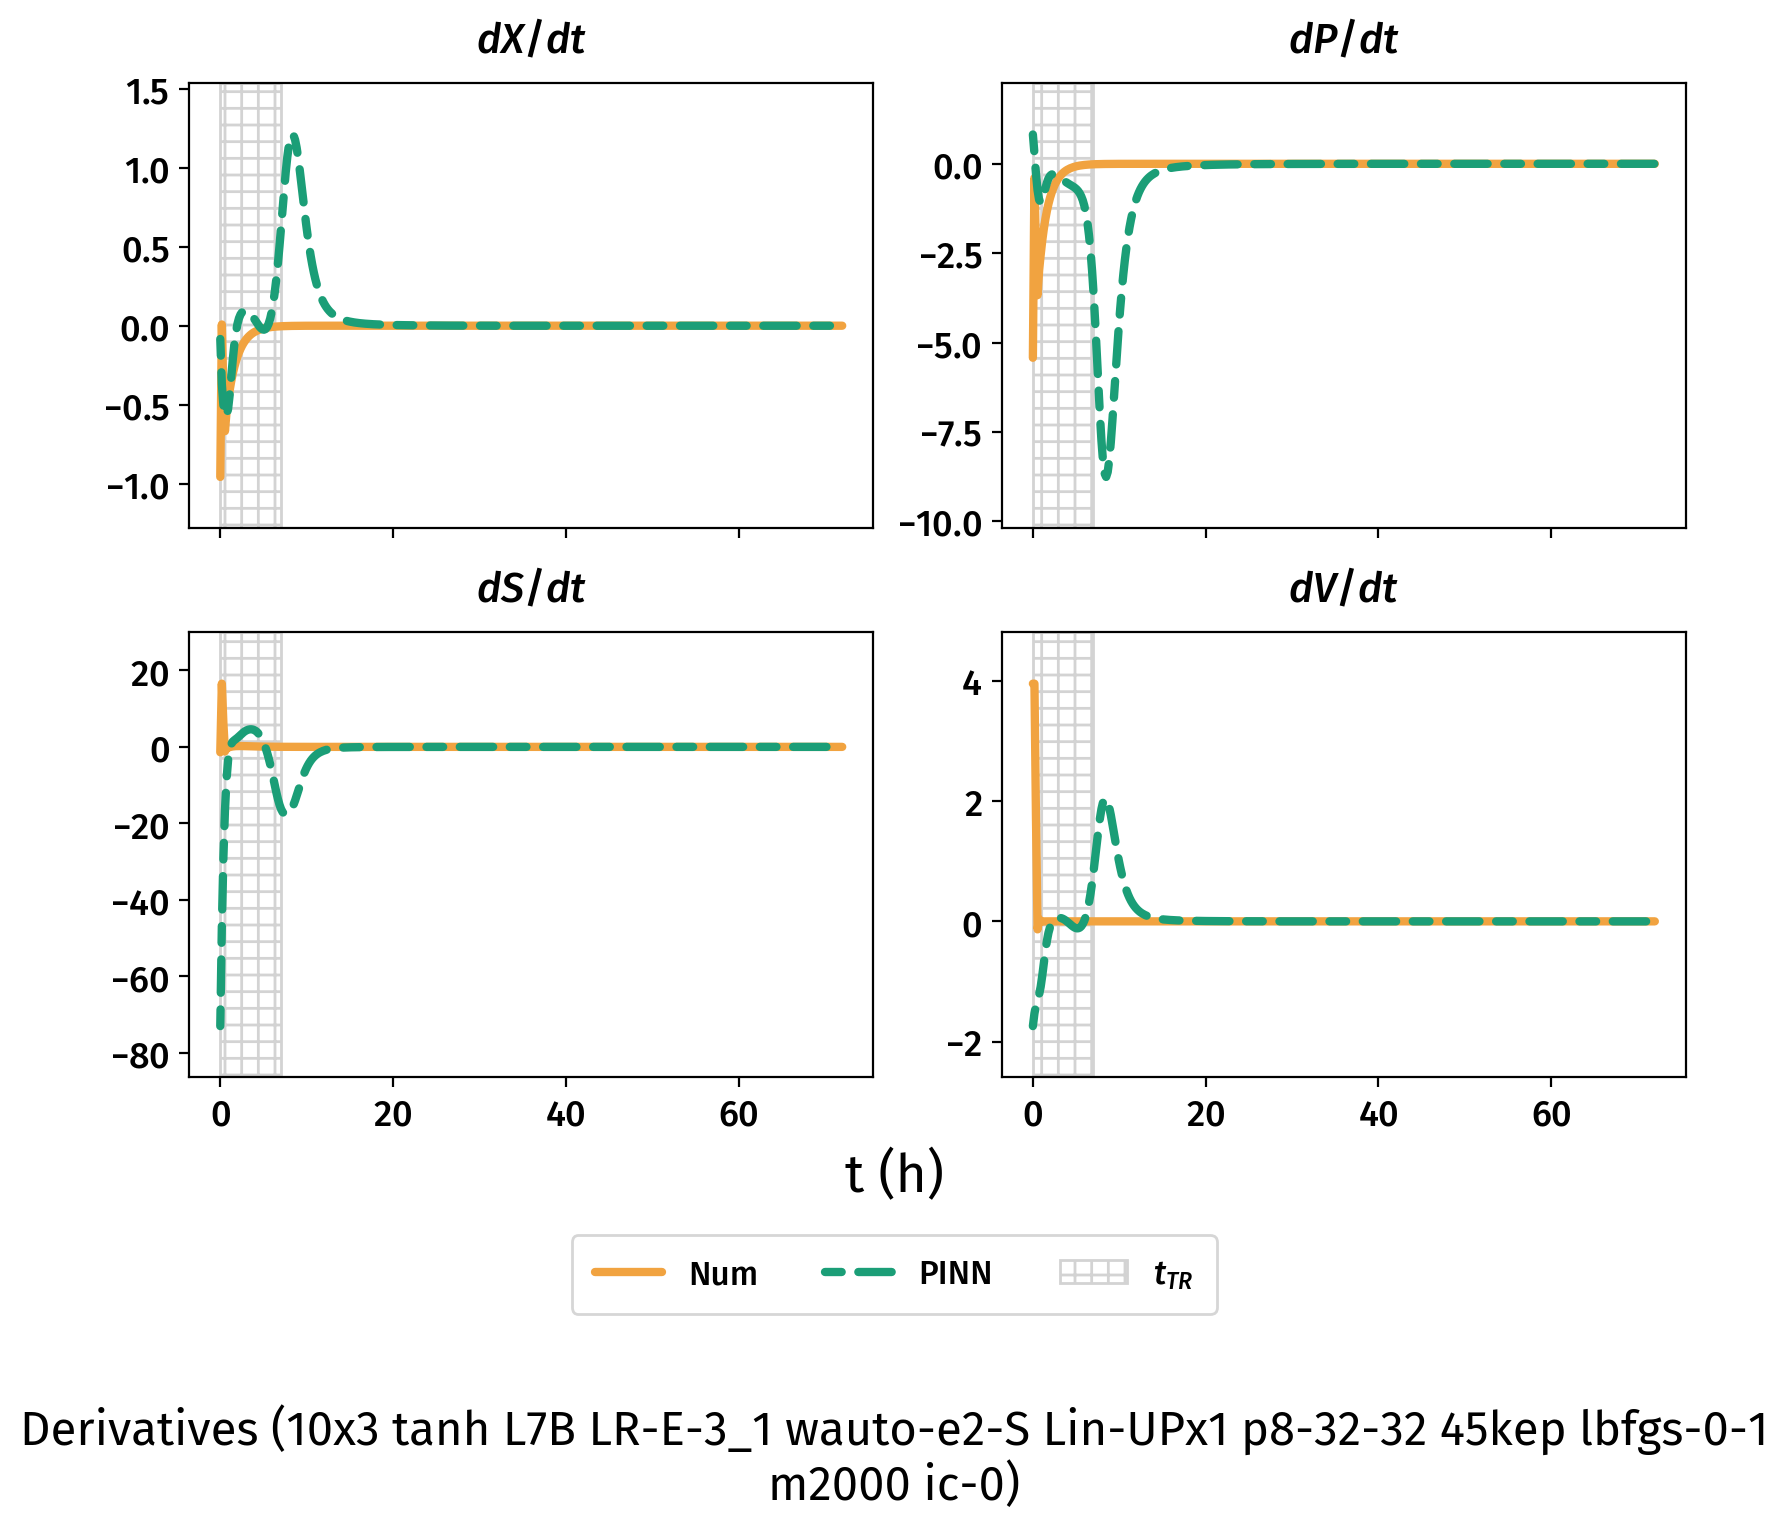 dX/dt
dP/dt
1.5
1.0
0.5
0.0
−0.5
−1.0
0.0
−2.5
−5.0
−7.5
−10.0
dS/dt
dV/dt
20
0
−20
−40
−60
−80
4
2
0
−2
0 20 40 60
0 20 40 60
t (h)
Num PINN tTR
Derivatives (10x3 tanh L7B LR-E-3_1 wauto-e2-S Lin-UPx1 p8-32-32 45kep lbfgs-0-1
m2000 ic-0)